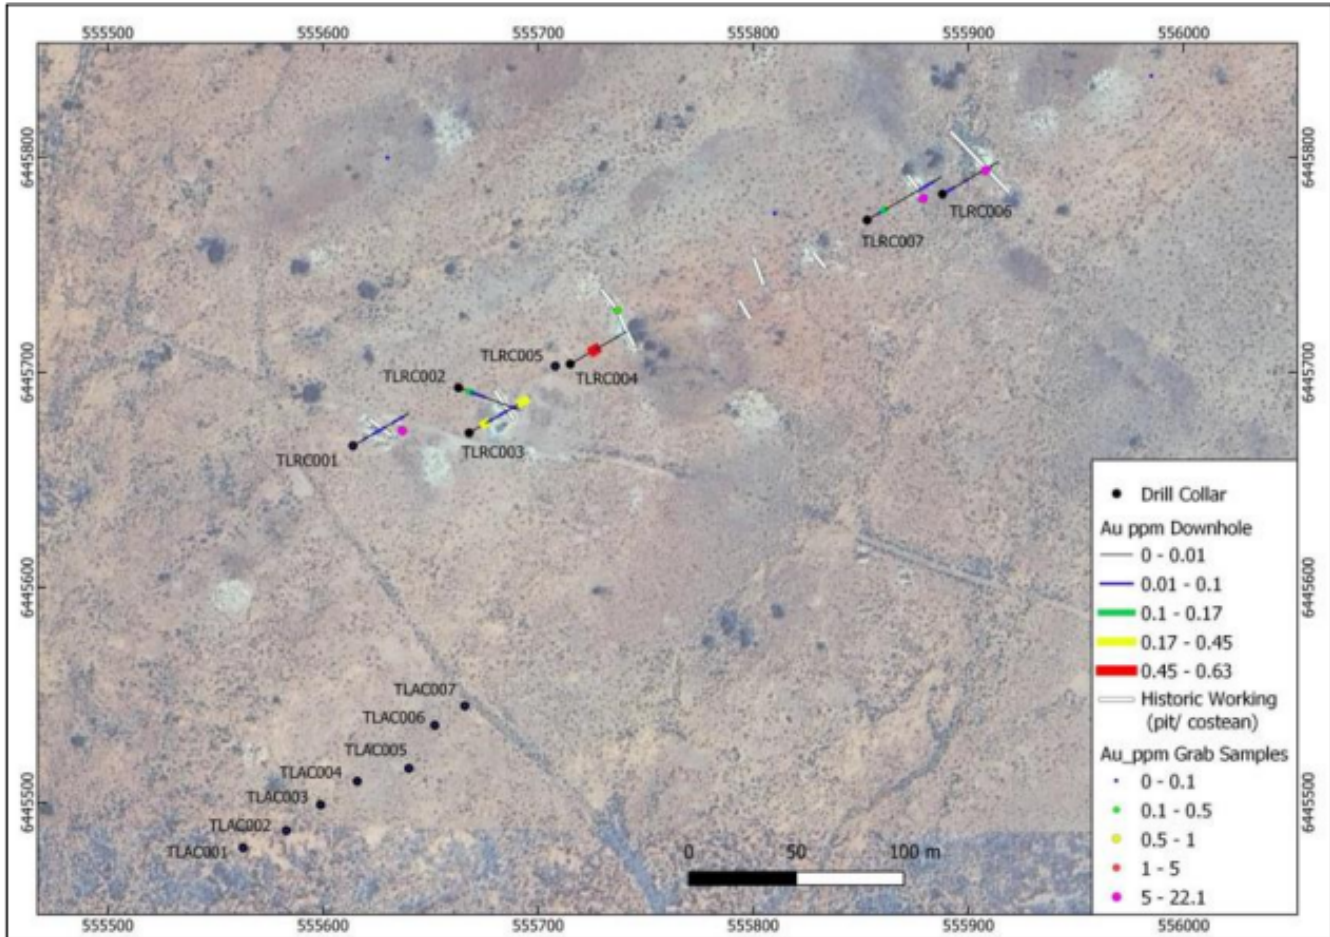 555500 555600 555700 555800 555900 556000
6445800
6445800
TLRC006
TLRC007
TLRC005
TLRC004
TLRC002
6445700
6445700
TLRC003
TLRC001
Drill Collar
Au ppm Downhole
0 - 0.01
0.01 - 0.1
0.1 - 0.17
0.17 - 0.45
0.45 - 0.63
Historic Working
(pit/ costean)
Au_ppm Grab Samples
0 - 0.1
0.1 - 0.5
0.5 - 1
1 - 5
5 - 22.1
6445600
6445600
TLAC007
TLAC006
TLAC005
TLAC004
TLAC003
TLAC002
TLAC001
6445500
6445500
0 50 100 m
555500 555600 555700 555800 555900 556000